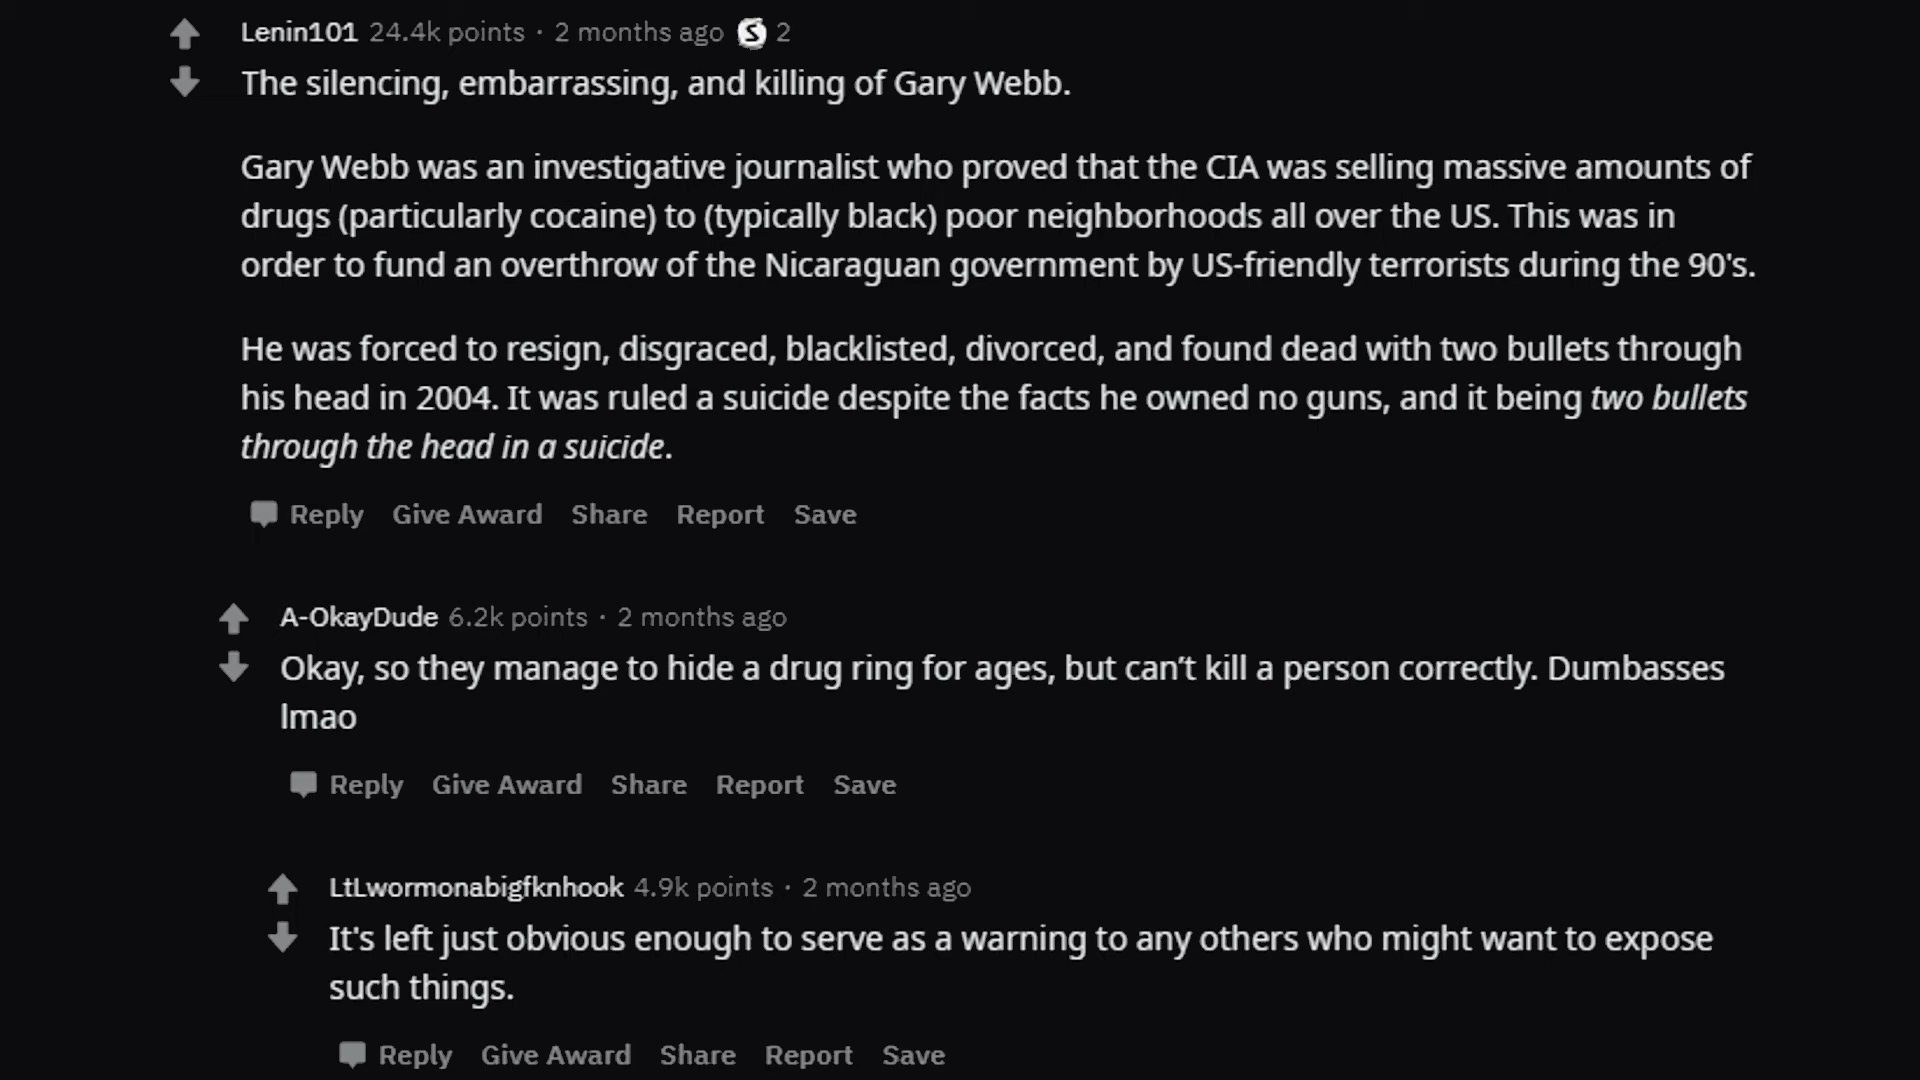 Lenin101 24.4k points · 2 months ago S 2
The silencing, embarrassing, and killing of Gary Webb.
Gary Webb was an investigative journalist who proved that the CIA was selling massive amounts of
drugs (particularly cocaine) to (typically black) poor neighborhoods all over the US. This was in
order to fund an overthrow of the Nicaraguan government by US-friendly terrorists during the 90's.
He was forced to resign, disgraced, blacklisted, divorced, and found dead with two bullets through
his head in 2004. It was ruled a suicide despite the facts he owned no guns, and it being two bullets
through the head in a suicide.
Reply Give Award Share Report Save
A-OkayDude 6.2k points · 2 months ago
Okay, so they manage to hide a drug ring for ages, but can’t kill a person correctly. Dumbasses
lmao
Reply Give Award Share Report Save
LtLwormonabigfknhook 4.9k points · 2 months ago
It's left just obvious enough to serve as a warning to any others who might want to expose
such things.
Reply Give Award Share Report Save